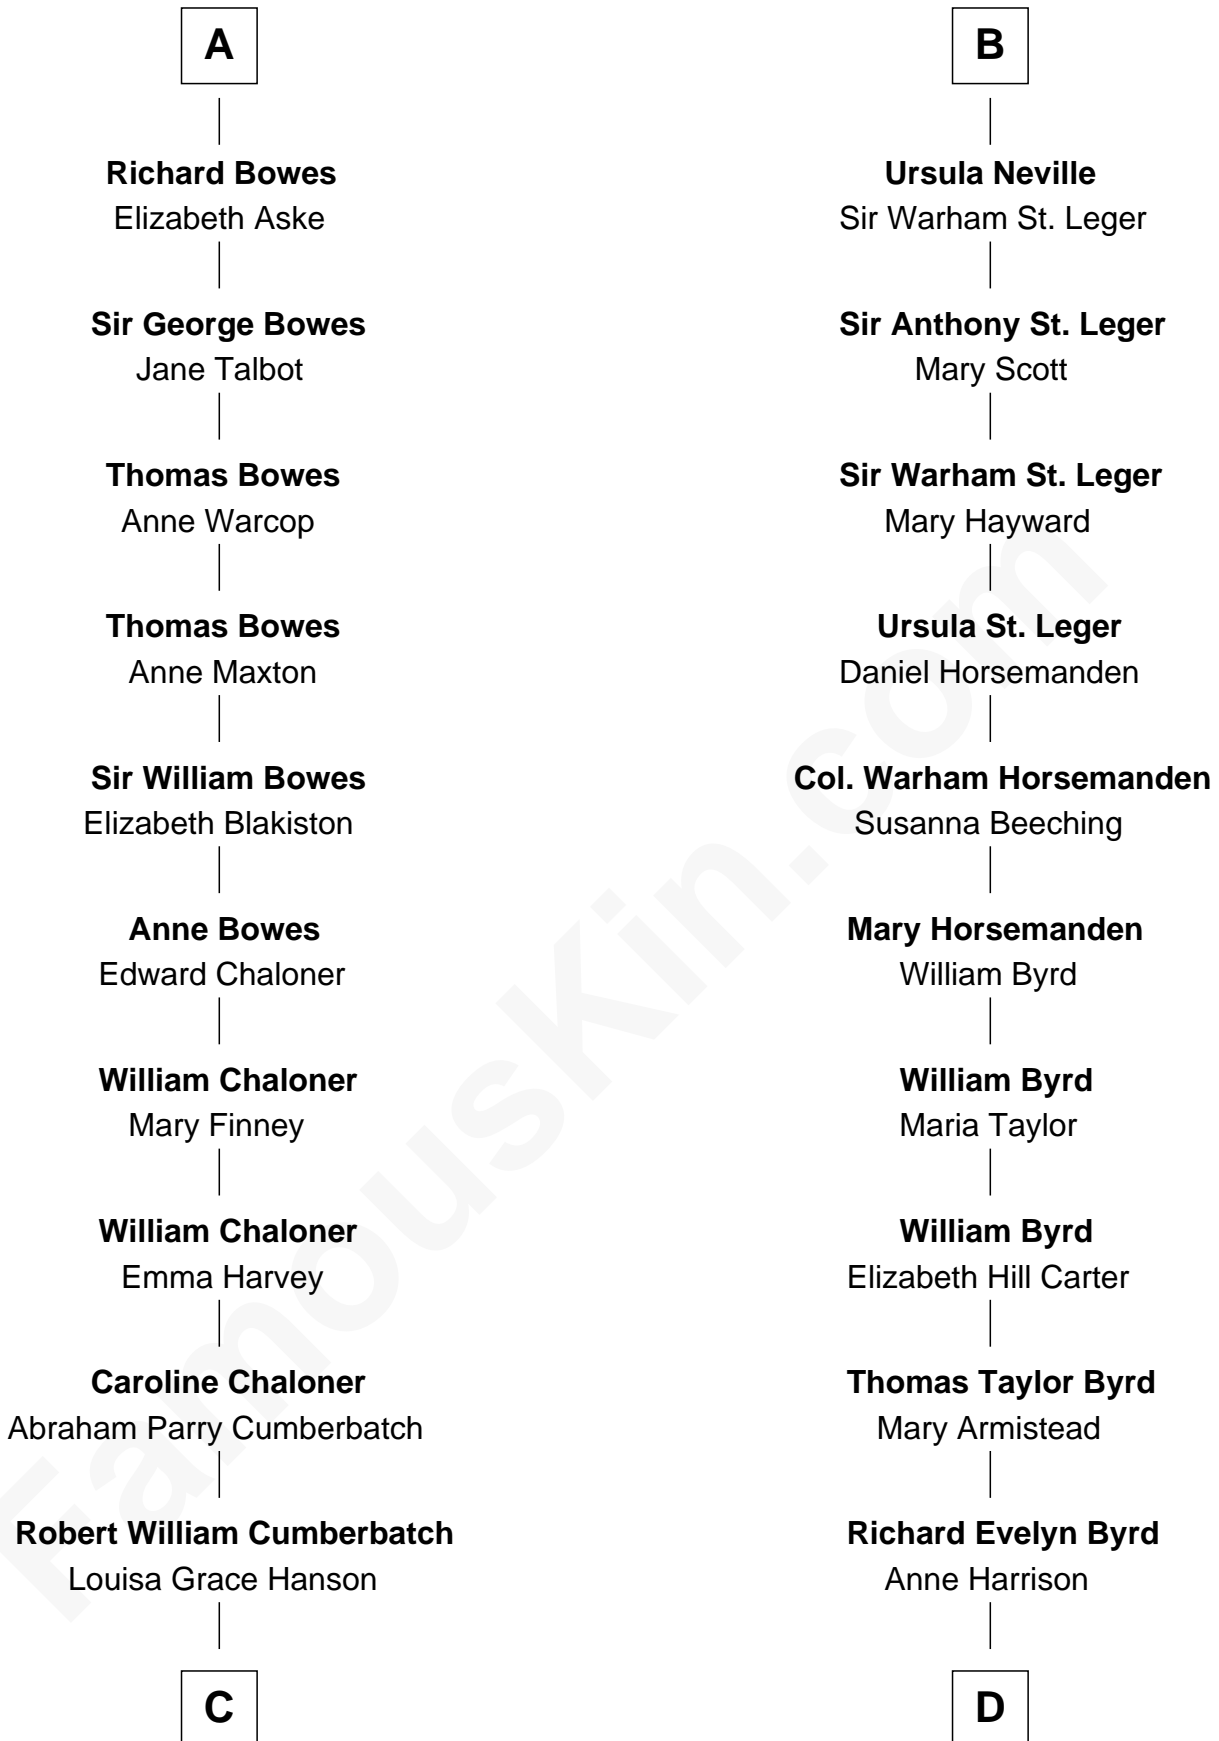 A
Richard Bowes
Elizabeth Aske
Sir George Bowes
Jane Talbot
Thomas Bowes
Anne Warcop
Thomas Bowes
Anne Maxton
Sir William Bowes
Elizabeth Blakiston
Anne Bowes
Edward Chaloner
William Chaloner
Mary Finney
William Chaloner
Emma Harvey
Caroline Chaloner
Abraham Parry Cumberbatch
Robert William Cumberbatch
Louisa Grace Hanson
C
B
Ursula Neville
Sir Warham St. Leger
Sir Anthony St. Leger
Mary Scott
Sir Warham St. Leger
Mary Hayward
Ursula St. Leger
Daniel Horsemanden
Col. Warham Horsemanden
Susanna Beeching
Mary Horsemanden
William Byrd
William Byrd
Maria Taylor
William Byrd
Elizabeth Hill Carter
Thomas Taylor Byrd
Mary Armistead
Richard Evelyn Byrd
Anne Harrison
D
FamousKin.com